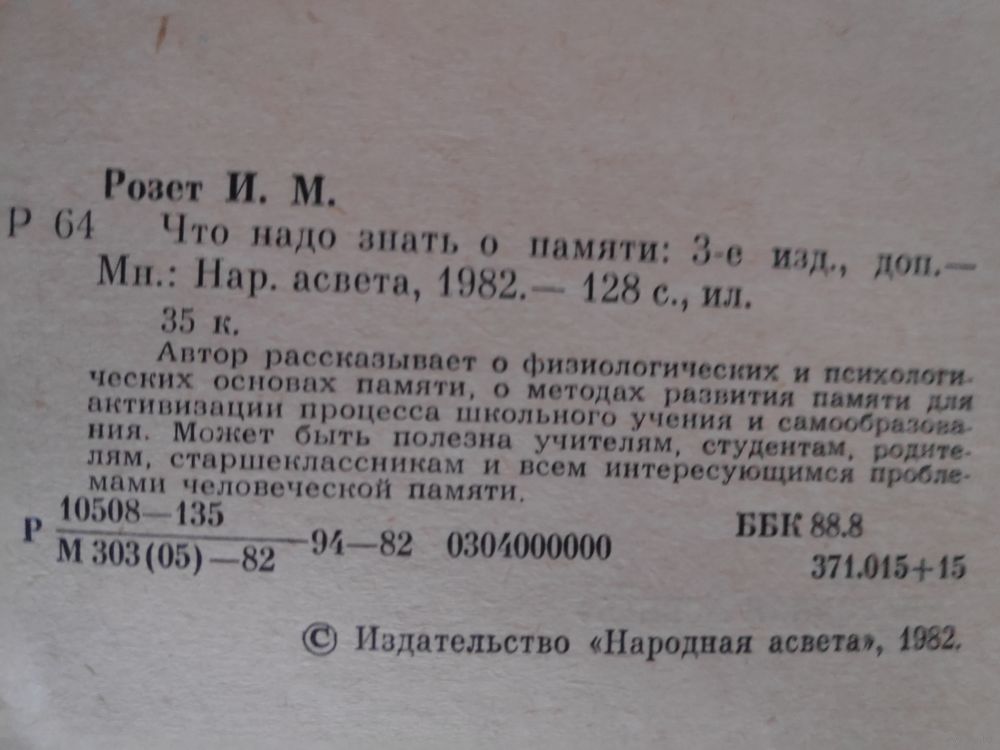 Розет И. М.
Р 64 Что надо знать о памяти: 3-е изд., доп.—
Мн.: Нар. асвета, 1982.— 128 с., ил.
35 к.
Автор рассказывает о физиологических и психологи-
ческих основах памяти, о методах развития памяти для
активизации процесса школьного учения и самообразова-
ния. Может быть полезна учителям, студентам, родите-
лям, старшеклассникам и всем интересующимся пробле-
мами человеческой памяти.
Р 10508—135
М 303(05)—82 —94—82 0304000000
ББК 88.8
371.015+15
© Издательство «Народная асвета», 1982.